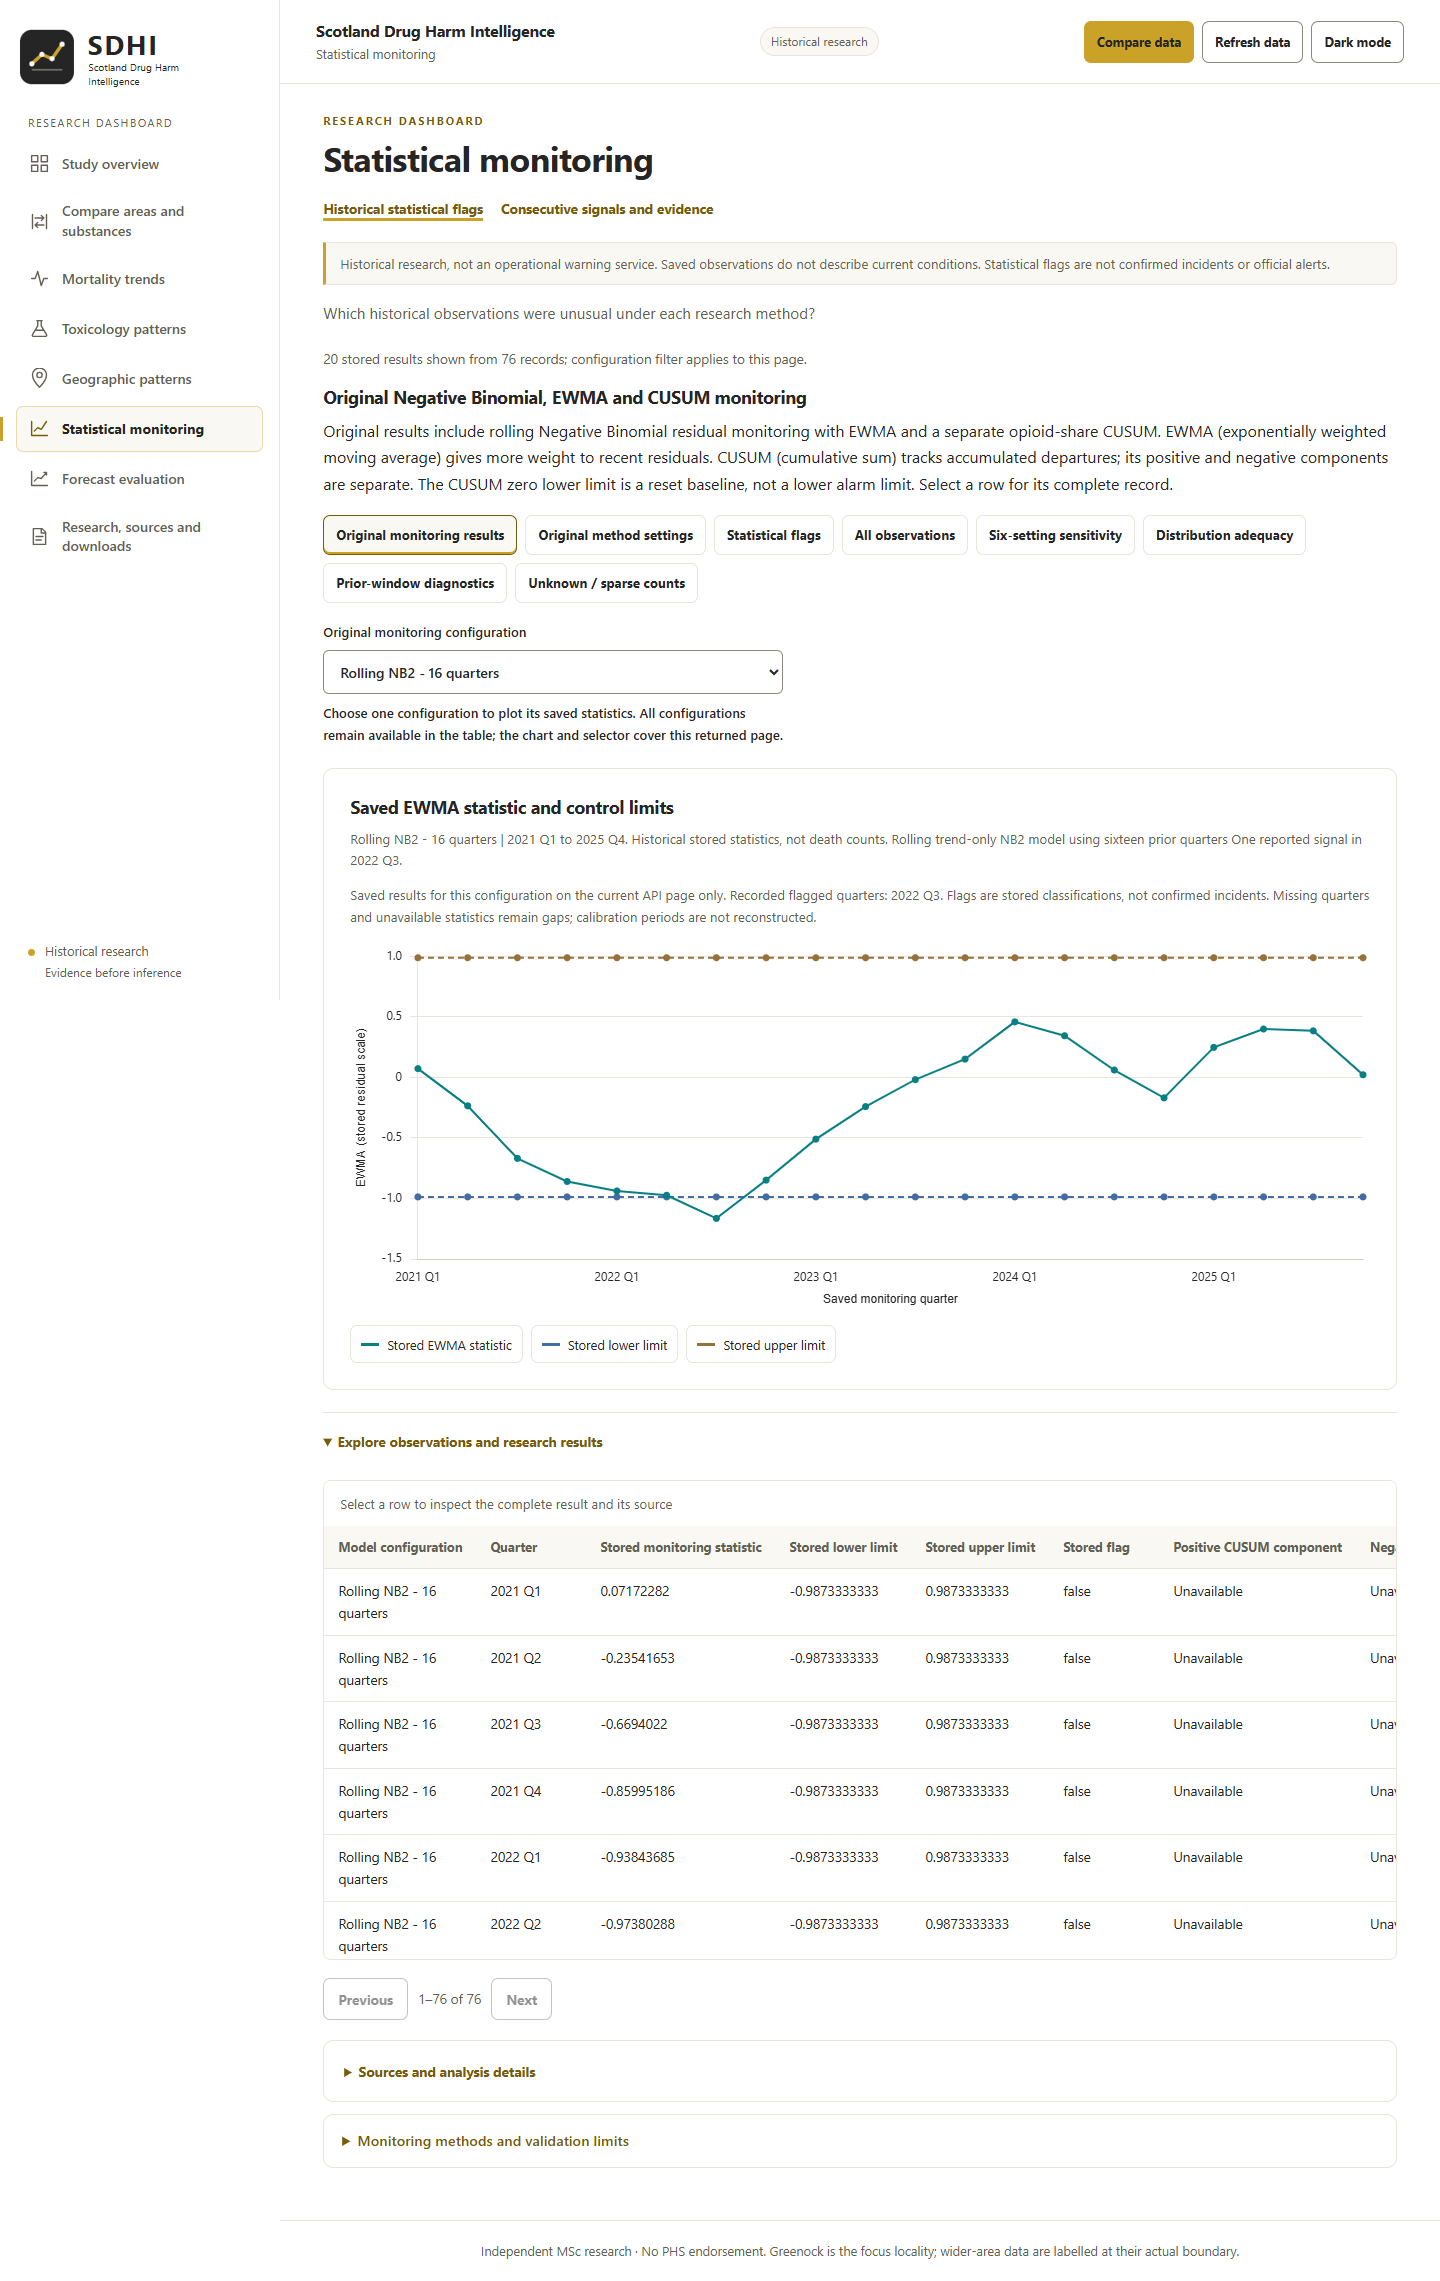 SDHI
Scotland Drug Harm
Intelligence
RESEARCH DASHBOARD
Study overview
Compare areas and
substances
Mortality trends
Toxicology patterns
Geographic patterns
Statistical monitoring
Forecast evaluation
Research, sources and
downloads
Historical research
Evidence before inference
Scotland Drug Harm Intelligence
Statistical monitoring
Historical research
Compare data
Refresh data
Dark mode
RESEARCH DASHBOARD
Statistical monitoring
Historical statistical flags
Consecutive signals and evidence
Historical research, not an operational warning service. Saved observations do not describe current conditions. Statistical flags are not confirmed incidents or official alerts.
Which historical observations were unusual under each research method?
20 stored results shown from 76 records; configuration filter applies to this page.
Original Negative Binomial, EWMA and CUSUM monitoring
Original results include rolling Negative Binomial residual monitoring with EWMA and a separate opioid-share CUSUM. EWMA (exponentially weighted
moving average) gives more weight to recent residuals. CUSUM (cumulative sum) tracks accumulated departures; its positive and negative components
are separate. The CUSUM zero lower limit is a reset baseline, not a lower alarm limit. Select a row for its complete record.
Original monitoring results
Original method settings
Statistical flags
All observations
Six-setting sensitivity
Distribution adequacy
Prior-window diagnostics
Unknown / sparse counts
Original monitoring configuration
Rolling NB2 - 16 quarters
Choose one configuration to plot its saved statistics. All configurations
remain available in the table; the chart and selector cover this returned page.
Saved EWMA statistic and control limits
Rolling NB2 - 16 quarters | 2021 Q1 to 2025 Q4. Historical stored statistics, not death counts. Rolling trend-only NB2 model using sixteen prior quarters One reported signal in
2022 Q3.
Saved results for this configuration on the current API page only. Recorded flagged quarters: 2022 Q3. Flags are stored classifications, not confirmed incidents. Missing quarters
and unavailable statistics remain gaps; calibration periods are not reconstructed.
EWMA (stored residual scale)
1.0
0.5
0
-0.5
-1.0
-1.5
2021 Q1
2022 Q1
2023 Q1
2024 Q1
2025 Q1
Saved monitoring quarter
Stored EWMA statistic
Stored lower limit
Stored upper limit
▼ Explore observations and research results
Select a row to inspect the complete result and its source
Model configuration Quarter Stored monitoring statistic Stored lower limit Stored upper limit Stored flag Positive CUSUM component Neg
Rolling NB2 - 16 quarters 2021 Q1 0.07172282 -0.9873333333 0.9873333333 false Unavailable Una
Rolling NB2 - 16 quarters 2021 Q2 -0.23541653 -0.9873333333 0.9873333333 false Unavailable Una
Rolling NB2 - 16 quarters 2021 Q3 -0.6694022 -0.9873333333 0.9873333333 false Unavailable Una
Rolling NB2 - 16 quarters 2021 Q4 -0.85995186 -0.9873333333 0.9873333333 false Unavailable Una
Rolling NB2 - 16 quarters 2022 Q1 -0.93843685 -0.9873333333 0.9873333333 false Unavailable Una
Rolling NB2 - 16 quarters 2022 Q2 -0.97380288 -0.9873333333 0.9873333333 false Unavailable Una
Previous
1–76 of 76
Next
▶ Sources and analysis details
▶ Monitoring methods and validation limits
Independent MSc research · No PHS endorsement. Greenock is the focus locality; wider-area data are labelled at their actual boundary.